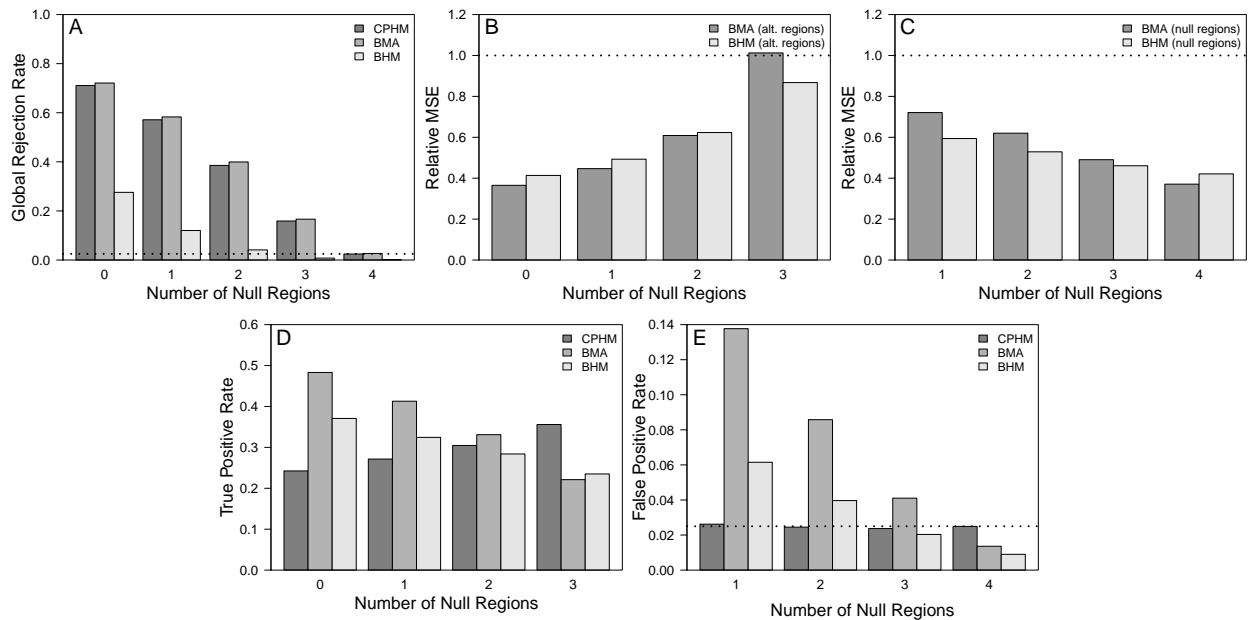 A
CPHM
BMA
BHM
Global Rejection Rate
1.0
0.8
0.6
0.4
0.2
0.0
0 1 2 3 4
Number of Null Regions
B
BMA (alt. regions)
BHM (alt. regions)
Relative MSE
1.2
1.0
0.8
0.6
0.4
0.2
0.0
0 1 2 3
Number of Null Regions
C
BMA (null regions)
BHM (null regions)
Relative MSE
1.2
1.0
0.8
0.6
0.4
0.2
0.0
1 2 3 4
Number of Null Regions
D
CPHM
BMA
BHM
True Positive Rate
0.6
0.5
0.4
0.3
0.2
0.1
0.0
0 1 2 3
Number of Null Regions
E
CPHM
BMA
BHM
False Positive Rate
0.14
0.12
0.10
0.08
0.06
0.04
0.02
0.00
1 2 3 4
Number of Null Regions